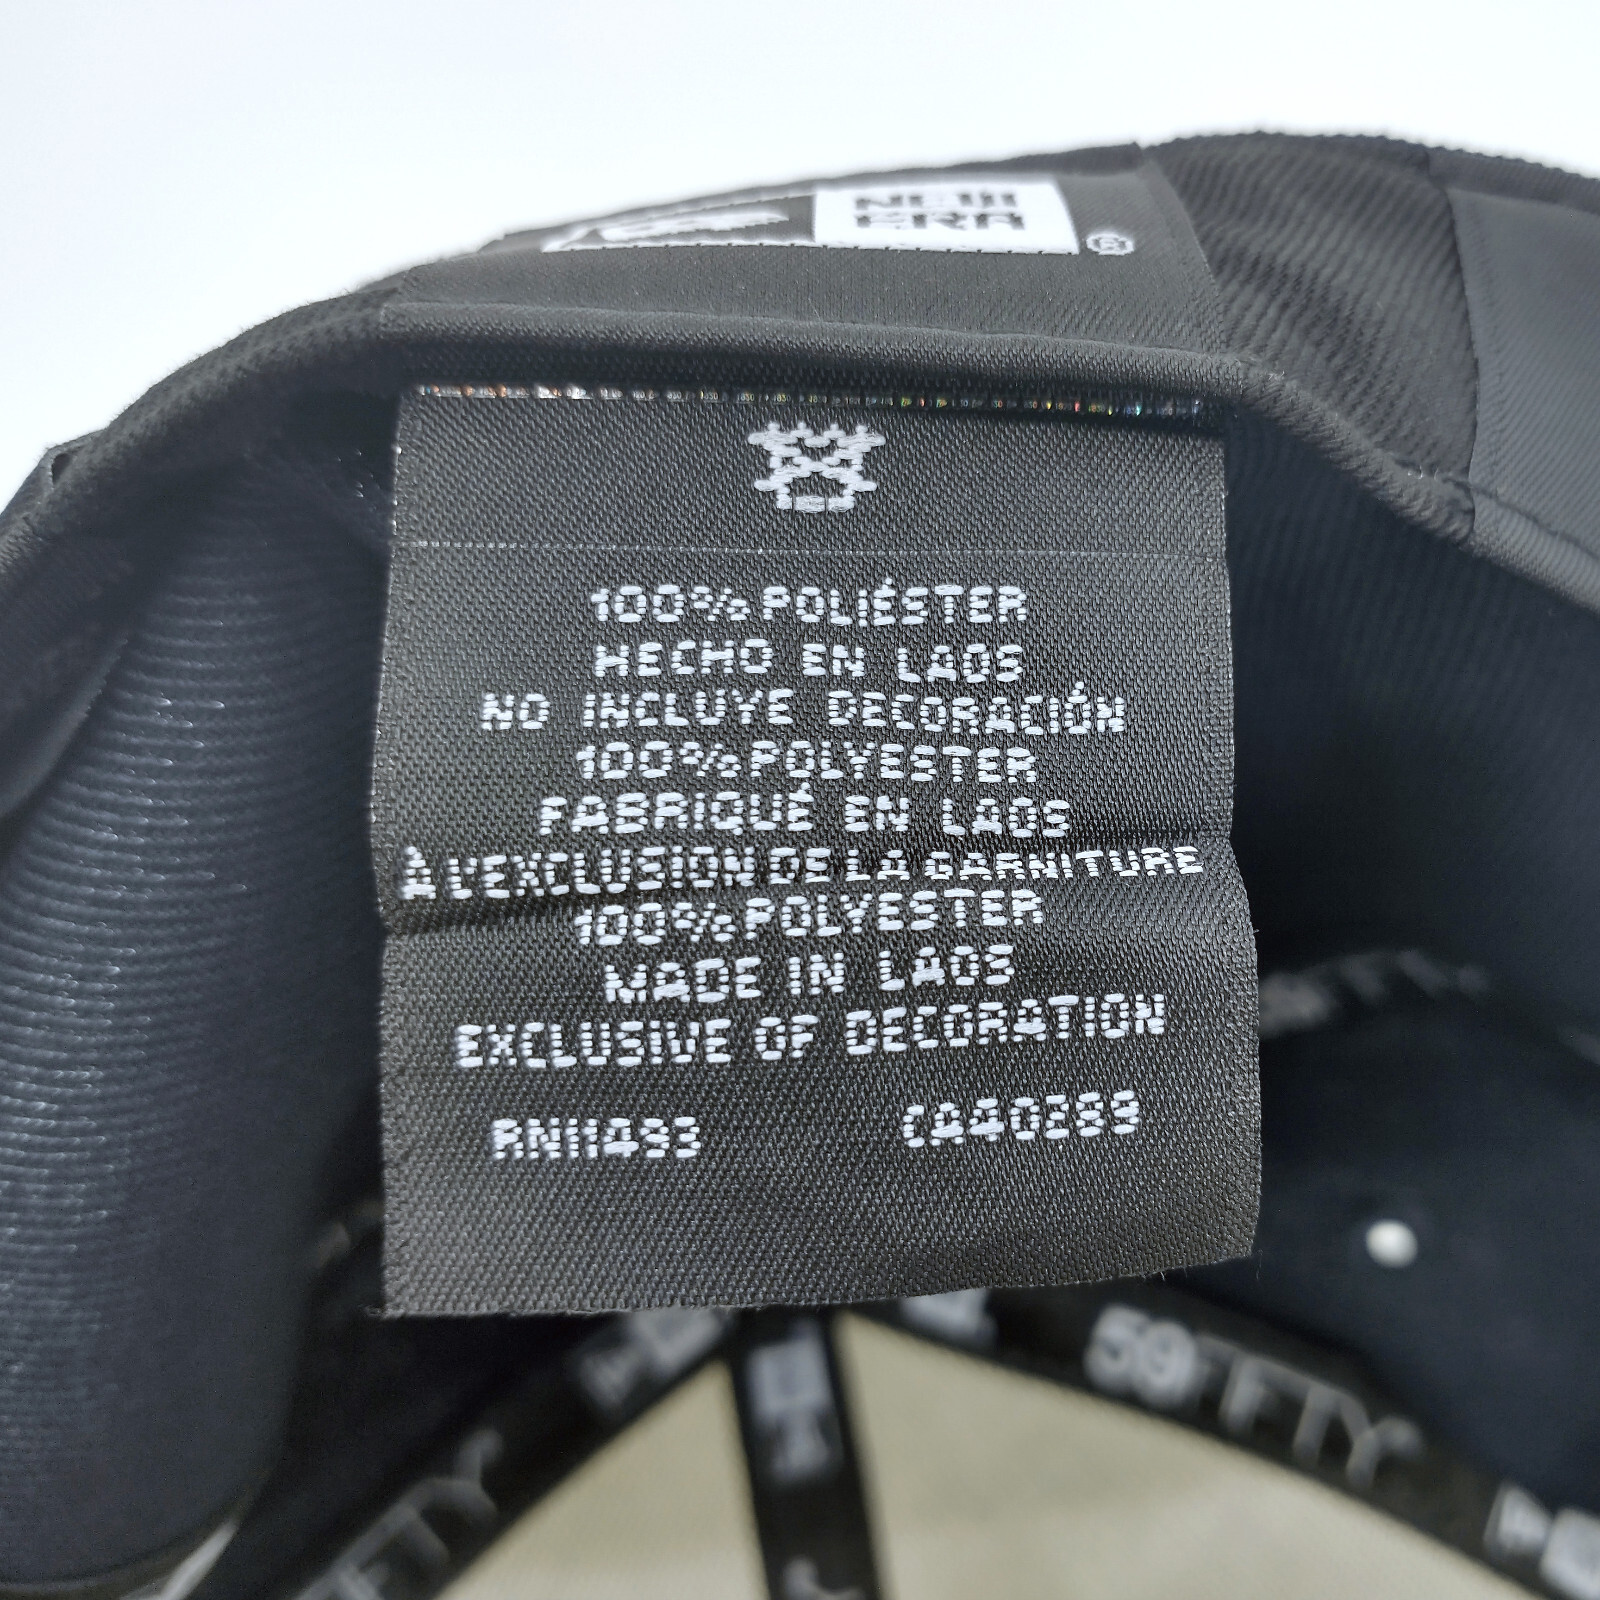 NEW
ERA
®
100% POLIÉSTER
HECHO EN LAOS
NO INCLUYE DECORACIÓN
100% POLYESTER
FABRIQUÉ EN LAOS
À L'EXCLUSION DE LA GARNITURE
100% POLYESTER
MADE IN LAOS
EXCLUSIVE OF DECORATION
RN11493 CA40289
59FIFTY